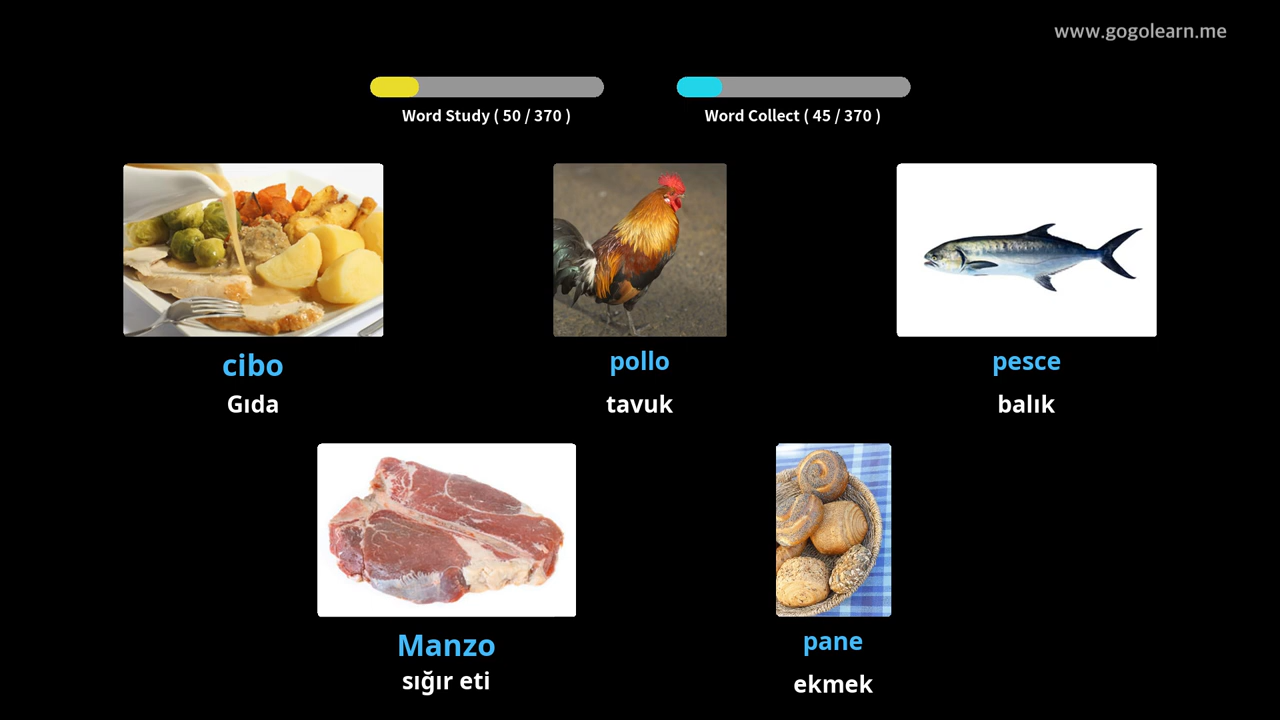 www.gogolearn.me
Word Study ( 50 / 370 )
Word Collect ( 45 / 370 )
cibo
Gıda
pollo
tavuk
pesce
balık
Manzo
sığır eti
pane
ekmek